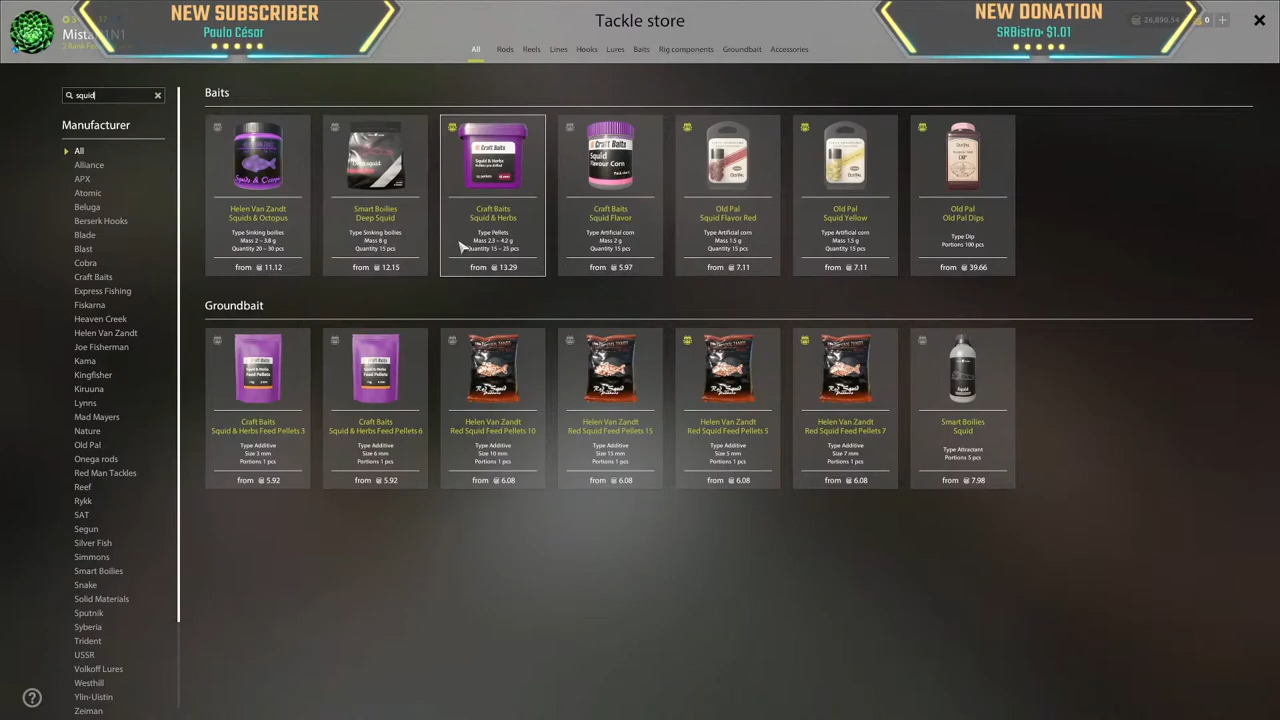 NEW SUBSCRIBER
Paulo César
NEW DONATION
SRBistro• $1.01
Tackle store
26,890.54
0
All Rods Reels Lines Hooks Lures Baits Rig components Groundbait Accessories
squid
Manufacturer
All
Alliance
APX
Atomic
Beluga
Berserk Hooks
Blade
Blast
Cobra
Craft Baits
Express Fishing
Fiskarna
Heaven Creek
Helen Van Zandt
Joe Fisherman
Kama
Kingfisher
Kiruuna
Lynns
Mad Mayers
Nature
Old Pal
Onega rods
Red Man Tackles
Reef
Rykk
SAT
Segun
Silver Fish
Simmons
Smart Boilies
Snake
Solid Materials
Sputnik
Syberia
Trident
USSR
Volkoff Lures
Westhill
Ylin-Uistin
Zeiman
Baits
Helen Van Zandt
Squids & Octopus
Type Sinking boilies
Mass 2 – 3.8 g
Quantity 20 – 30 pcs
from 11.12
Smart Boilies
Deep Squid
Type Sinking boilies
Mass 8 g
Quantity 15 pcs
from 12.15
Craft Baits
Squid & Herbs
Type Pellets
Mass 2,3 – 4.2 g
Quantity 15 – 25 pcs
from 13.29
Craft Baits
Squid Flavor
Type Artificial corn
Mass 2 g
Quantity 15 pcs
from 5.97
Old Pal
Squid Flavor Red
Type Artificial corn
Mass 1.5 g
Quantity 15 pcs
from 7.11
Old Pal
Squid Yellow
Type Artificial corn
Mass 1.5 g
Quantity 15 pcs
from 7.11
Old Pal
Old Pal Dips
Type Dip
Portions 100 pcs
from 39.66
Groundbait
Craft Baits
Squid & Herbs Feed Pellets 3
Type Additive
Size 3 mm
Portions 1 pcs
from 5.92
Craft Baits
Squid & Herbs Feed Pellets 6
Type Additive
Size 6 mm
Portions 1 pcs
from 5.92
Helen Van Zandt
Red Squid Feed Pellets 10
Type Additive
Size 10 mm
Portions 1 pcs
from 6.08
Helen Van Zandt
Red Squid Feed Pellets 15
Type Additive
Size 15 mm
Portions 1 pcs
from 6.08
Helen Van Zandt
Red Squid Feed Pellets 5
Type Additive
Size 5 mm
Portions 1 pcs
from 6.08
Helen Van Zandt
Red Squid Feed Pellets 7
Type Additive
Size 7 mm
Portions 1 pcs
from 6.08
Smart Boilies
Squid
Type Attractant
Portions 5 pcs
from 7.98